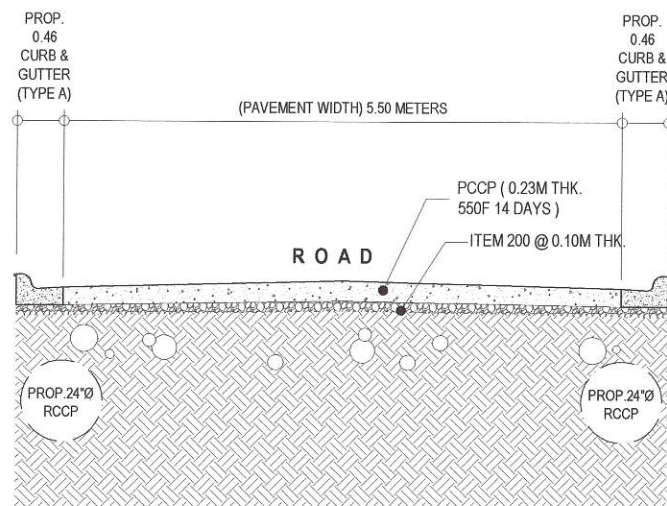 PROP.
0.46
CURB &
GUTTER
(TYPE A)
PROP.
0.46
CURB &
GUTTER
(TYPE A)
(PAVEMENT WIDTH) 5.50 METERS
PCCP ( 0.23M THK.
550F 14 DAYS )
ITEM 200 @ 0.10M THK.
ROAD
PROP.24"Ø
RCCP
PROP.24"Ø
RCCP